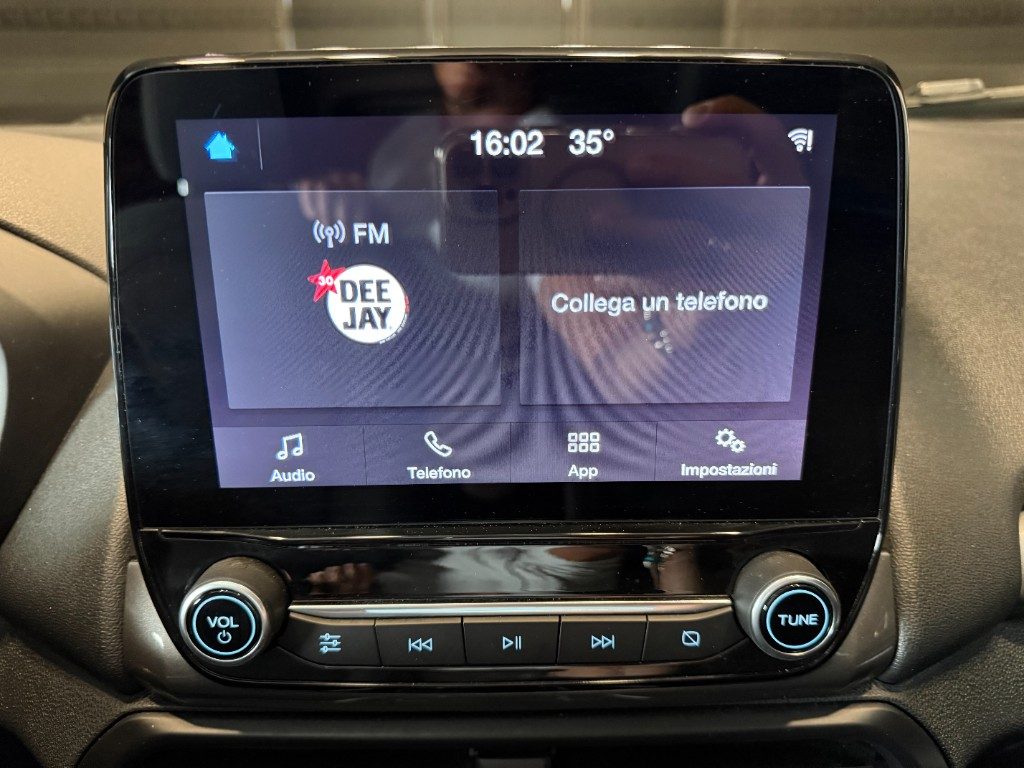 16:02 35°
FM
30
DEE
JAY
Collega un telefono
Audio
Telefono
App
Impostazioni
VOL
TUNE